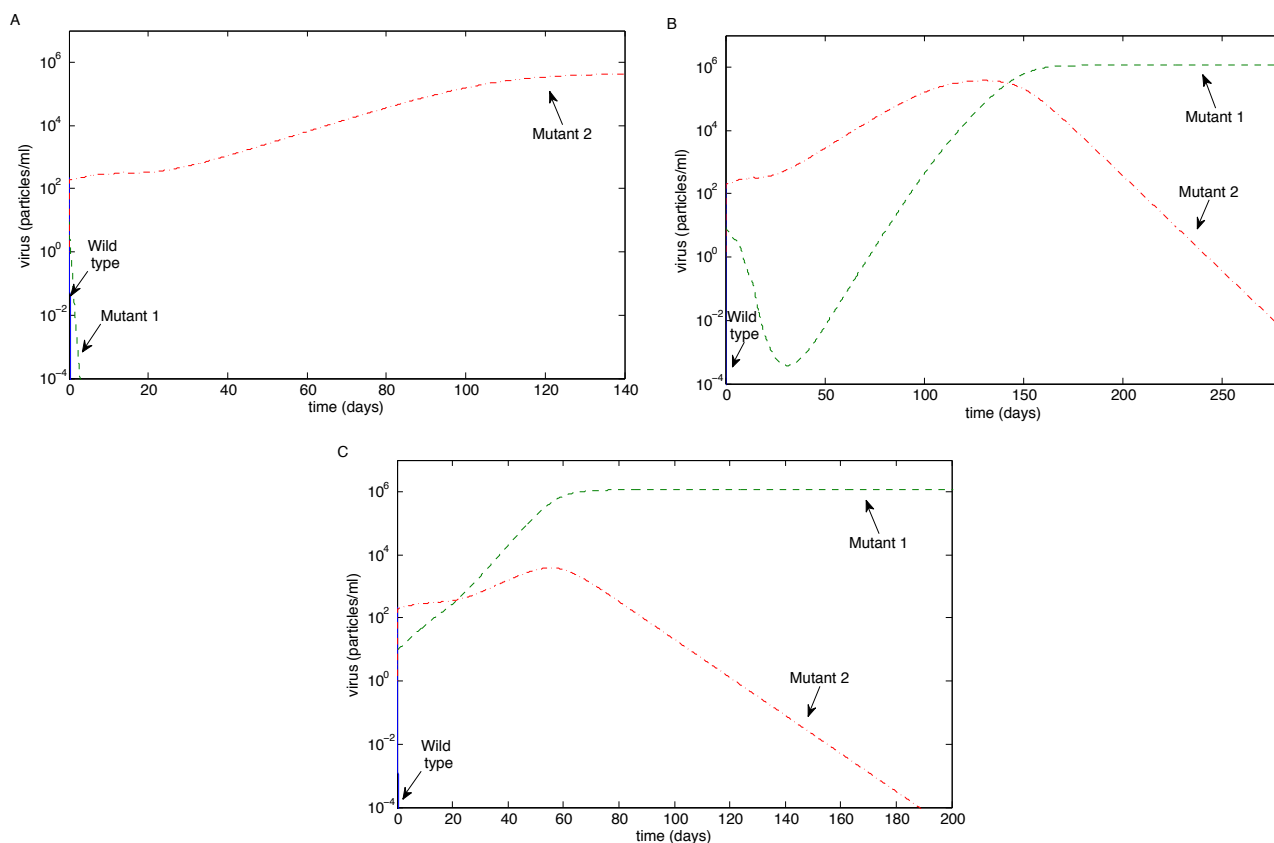 A
10^6
10^4
10^2
10^0
10^-2
10^-4
virus (particles/ml)
Mutant 2
Wild
type
Mutant 1
0 20 40 60 80 100 120 140
time (days)
B
10^6
10^4
10^2
10^0
10^-2
10^-4
virus (particles/ml)
Mutant 1
Mutant 2
Wild
type
0 50 100 150 200 250
time (days)
C
10^6
10^4
10^2
10^0
10^-2
10^-4
virus (particles/ml)
Mutant 1
Mutant 2
Wild
type
0 20 40 60 80 100 120 140 160 180 200
time (days)